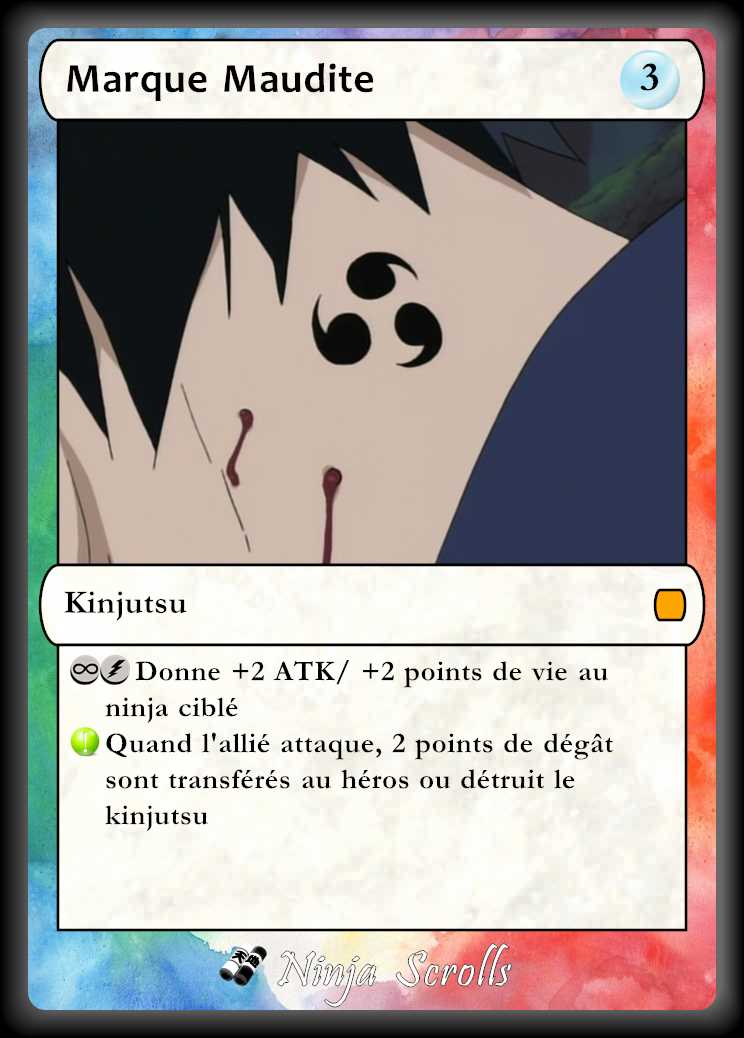 Marque Maudite
3
Kinjutsu
Donne +2 ATK/ +2 points de vie au
ninja ciblé
Quand l'allié attaque, 2 points de dégât
sont transférés au héros ou détruit le
kinjutsu
Ninja Scrolls